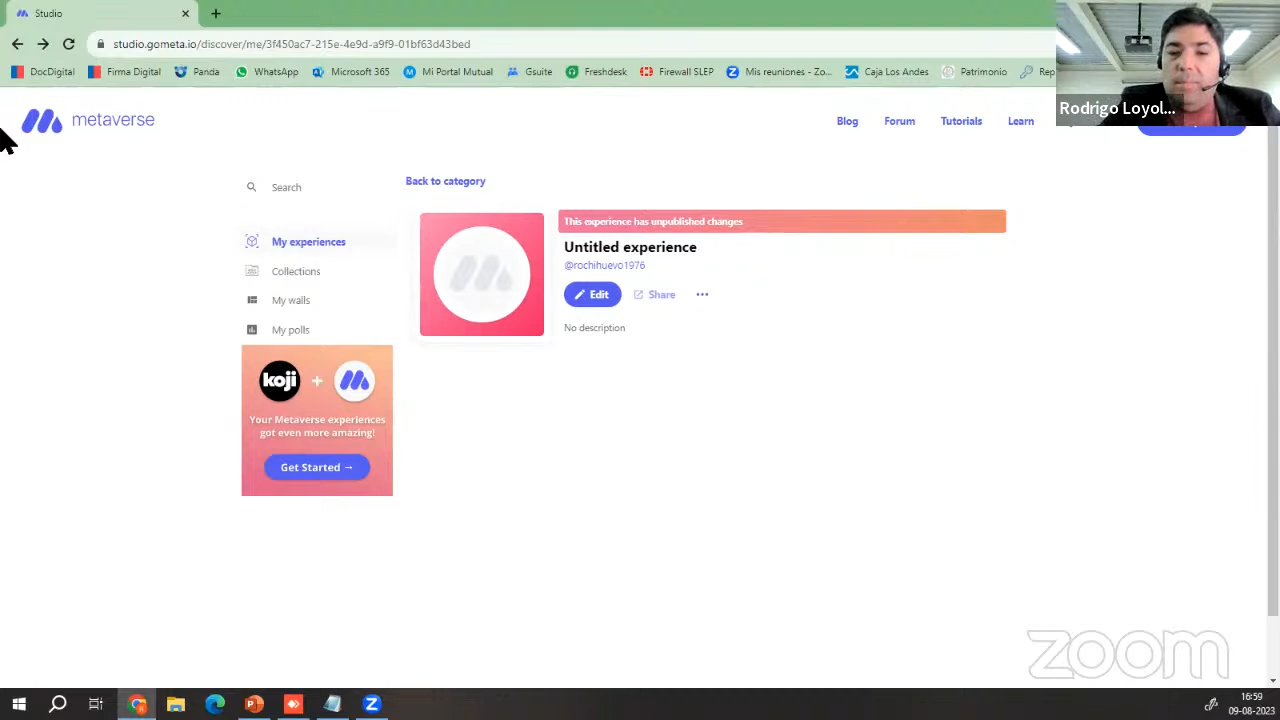 Studio
studio.gometa.io/discover/me/3f450ac7-215e-4e9d-a9f9-01bf63d43bed
DocDigital
Firma Digital
Panda
WhatsApp
Microsoft 365
Mi Portal Mutual
Gsuite
Freshdesk
Firewall SLEP
Mis reuniones - Zo...
Caja Los Andes
Patrimonio
Rep
Rodrigo Loyol...
metaverse
Blog
Forum
Tutorials
Learn
Search
Back to category
This experience has unpublished changes
Untitled experience
@rochihuevo1976
My experiences
Collections
My walls
My polls
Edit
Share
No description
koji
+
Your Metaverse experiences
got even more amazing!
Get Started →
zoom
16:59
09-08-2023